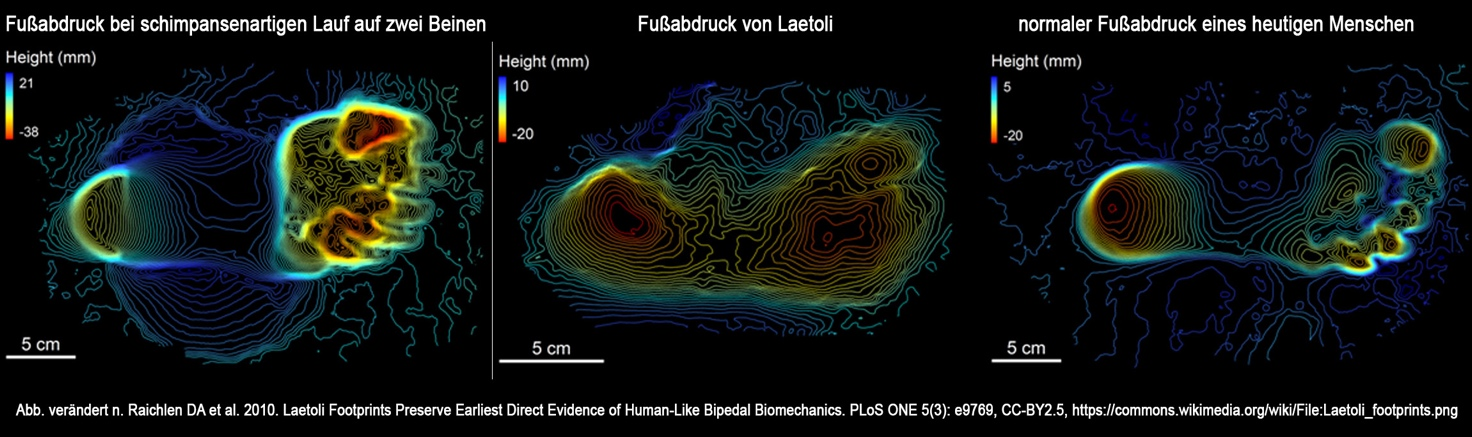 Fußabdruck bei schimpansenartigen Lauf auf zwei Beinen
Height (mm)
21
-38
5 cm
Fußabdruck von Laetoli
Height (mm)
10
-20
5 cm
normaler Fußabdruck eines heutigen Menschen
Height (mm)
5
-20
5 cm
Abb. verändert n. Raichlen DA et al. 2010. Laetoli Footprints Preserve Earliest Direct Evidence of Human-Like Bipedal Biomechanics. PLoS ONE 5(3): e9769, CC-BY2.5, https://commons.wikimedia.org/wiki/File:Laetoli_footprints.png